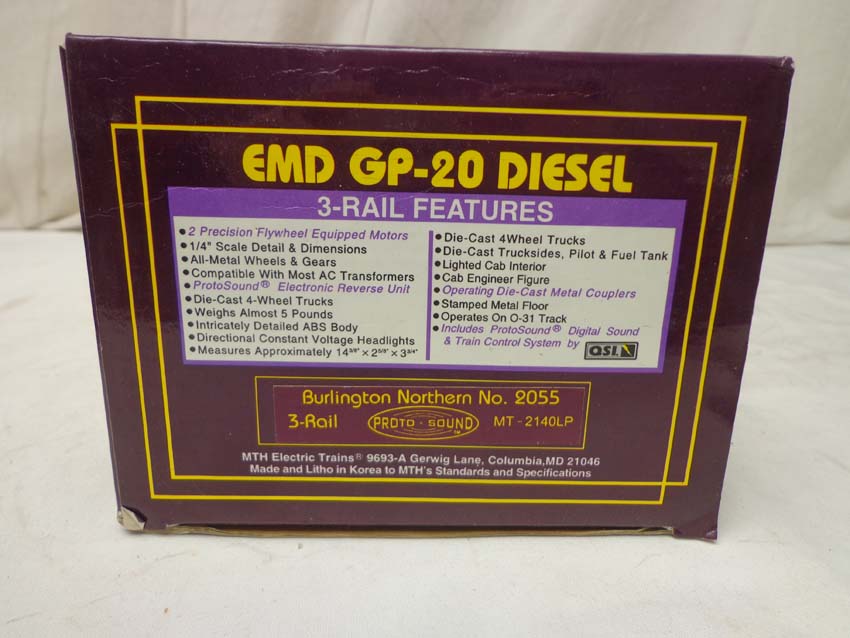 EMD GP-20 DIESEL
3-RAIL FEATURES
• 2 Precision Flywheel Equipped Motors
• 1/4" Scale Detail & Dimensions
• All-Metal Wheels & Gears
• Compatible With Most AC Transformers
• ProtoSound® Electronic Reverse Unit
• Die-Cast 4-Wheel Trucks
• Weighs Almost 5 Pounds
• Intricately Detailed ABS Body
• Directional Constant Voltage Headlights
• Measures Approximately 14 3/8" x 2 5/8" x 3 3/4"
• Die-Cast 4Wheel Trucks
• Die-Cast Trucksides, Pilot & Fuel Tank
• Lighted Cab Interior
• Cab Engineer Figure
• Operating Die-Cast Metal Couplers
• Stamped Metal Floor
• Operates On O-31 Track
• Includes ProtoSound® Digital Sound
& Train Control System by QSI
Burlington Northern No. 2055
3-Rail PROTO-SOUND™ MT-2140LP
MTH Electric Trains® 9693-A Gerwig Lane, Columbia,MD 21046
Made and Litho in Korea to MTH's Standards and Specifications